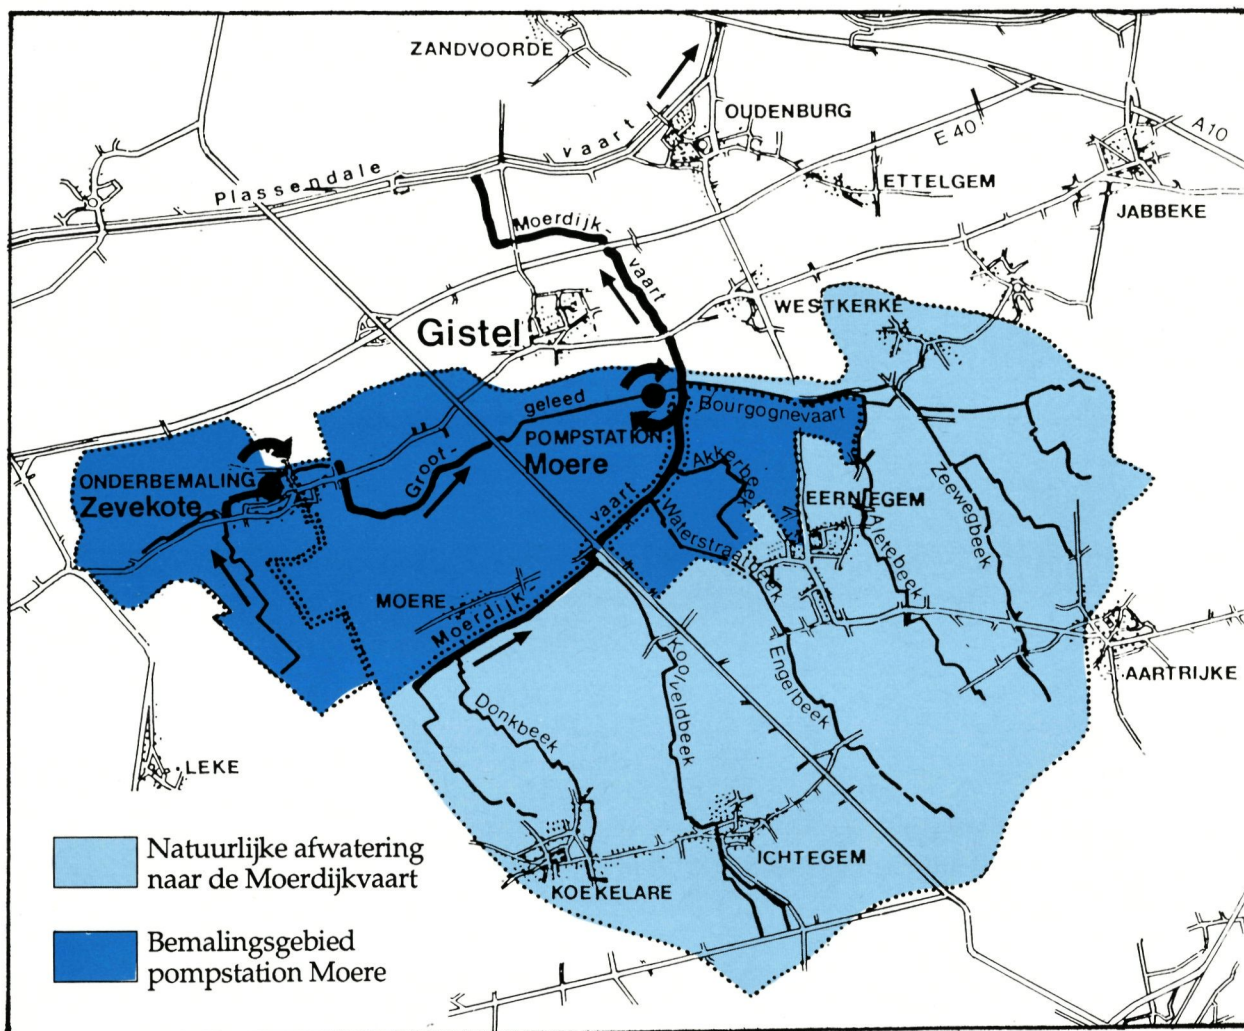 ZANDVOORDE
OUDENBURG
E 40
A10
Plassendale vaart
ETTELGEM
JABBEKE
Moerdijk-
vaart
WESTKERKE
Gistel
geleed
Bourgognevaart
POMPSTATION
Moere
Groot-
Akkerbeek
ONDERBEMALING
Zevekote
vaart
EERNEGEM
Zeewegbeek
Aletebeek
Waterstraatbeek
MOERE
Moerdijk-
Engelbeek
AARTRIJKE
Koolveldbeek
Donkbeek
LEKE
Natuurlijke afwatering
naar de Moerdijkvaart
ICHTEGEM
KOEKELARE
Bemalingsgebied
pompstation Moere